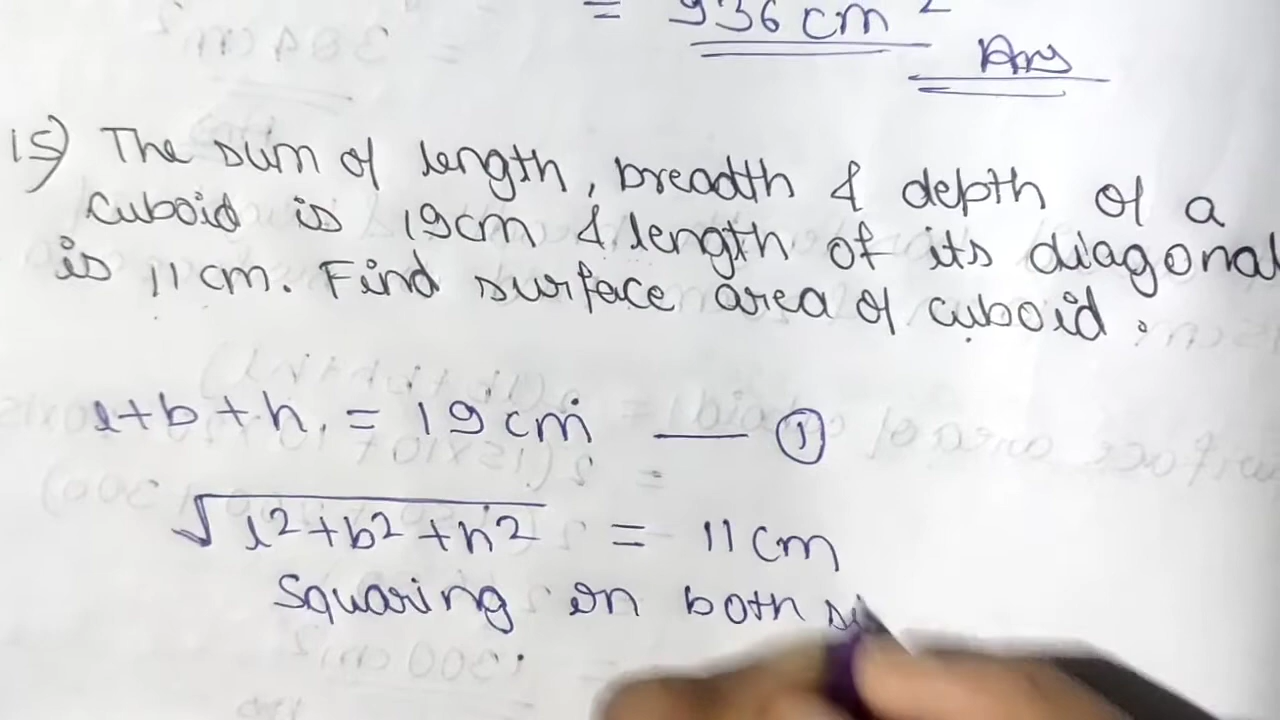 = 936 cm²
Ans
15) The sum of length, breadth & depth of a
cuboid is 19cm & length of its diagonal
is 11 cm. Find surface area of cuboid.
l+b+h = 19 cm — ①
√l²+b²+h² = 11 cm
Squaring on both